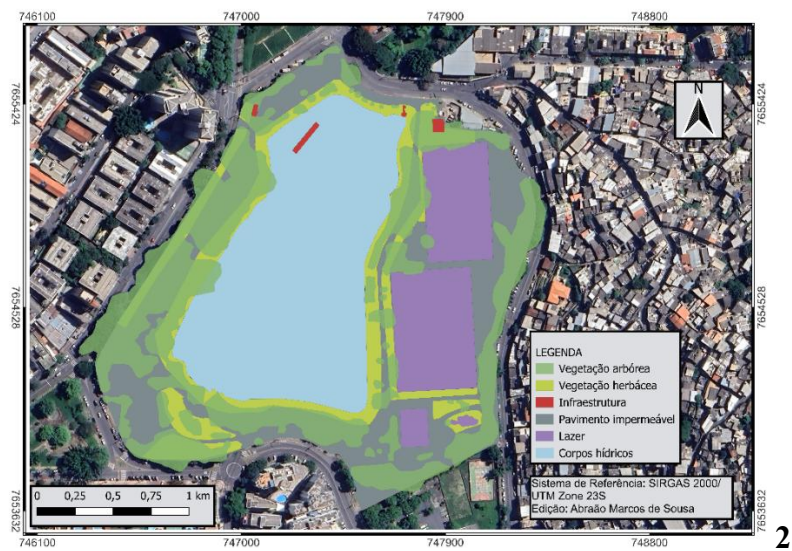 746100 747000 747900 748800
7655424 7655424
N
7654528 7654528
LEGENDA
Vegetação arbórea
Vegetação herbácea
Infraestrutura
Pavimento impermeável
Lazer
Corpos hídricos
Sistema de Referência: SIRGAS 2000/
UTM Zone 23S
Edição: Abraão Marcos de Sousa
0 0,25 0,5 0,75 1 km
7653632 7653632
746100 747000 747900 748800
2